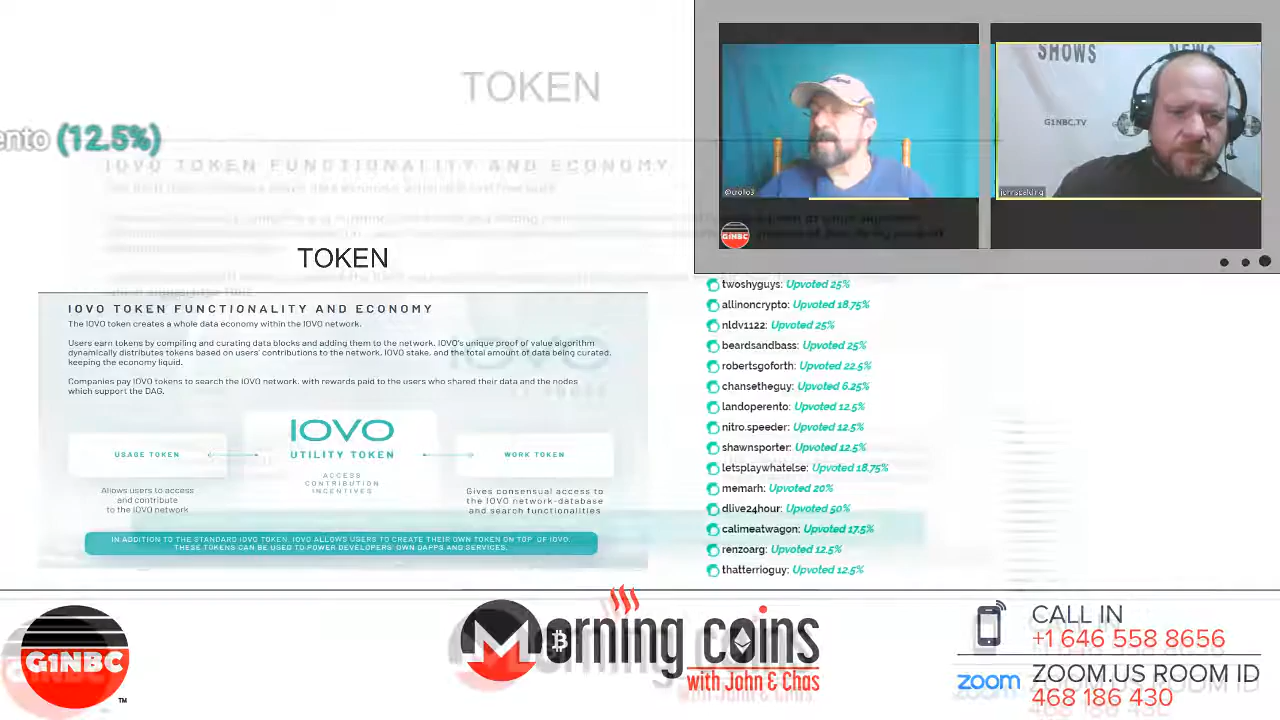 TOKEN
ento (12.5%)
IOVO TOKEN FUNCTIONALITY AND ECONOMY
TOKEN
IOVO TOKEN FUNCTIONALITY AND ECONOMY
The IOVO token creates a whole data economy within the IOVO network.
Users earn tokens by compiling and curating data blocks and adding them to the network. IOVO's unique proof of value algorithm
dynamically distributes tokens based on users' contributions to the network, IOVO stake, and the total amount of data being curated,
keeping the economy liquid.
Companies pay IOVO tokens to search the IOVO network, with rewards paid to the users who shared their data and the nodes
which support the DAG.
IOVO
UTILITY TOKEN
USAGE TOKEN
WORK TOKEN
ACCESS
CONTRIBUTION
INCENTIVES
Allows users to access
and contribute
to the IOVO network
Gives consensual access to
the IOVO network-database
and search functionalities
IN ADDITION TO THE STANDARD IOVO TOKEN, IOVO ALLOWS USERS TO CREATE THEIR OWN TOKEN ON TOP OF IOVO.
THESE TOKENS CAN BE USED TO POWER DEVELOPERS' OWN DAPPS AND SERVICES.
SHOWS NEWS
G1NBC.TV
@crollo3
johnspalding
G1NBC
twoshyguys: Upvoted 25%
allinoncrypto: Upvoted 18.75%
nldv1122: Upvoted 25%
beardsandbass: Upvoted 25%
robertsgoforth: Upvoted 22.5%
chansetheguy: Upvoted 6.25%
landoperento: Upvoted 12.5%
nitro.speeder: Upvoted 12.5%
shawnsporter: Upvoted 12.5%
letsplaywhatelse: Upvoted 18.75%
memarh: Upvoted 20%
dlive24hour: Upvoted 50%
calimeatwagon: Upvoted 17.5%
renzoarg: Upvoted 12.5%
thatterrioguy: Upvoted 12.5%
G1NBC
TM
Morning coins
with John & Chas
CALL IN
+1 646 558 8656
zoom
ZOOM.US ROOM ID
468 186 430